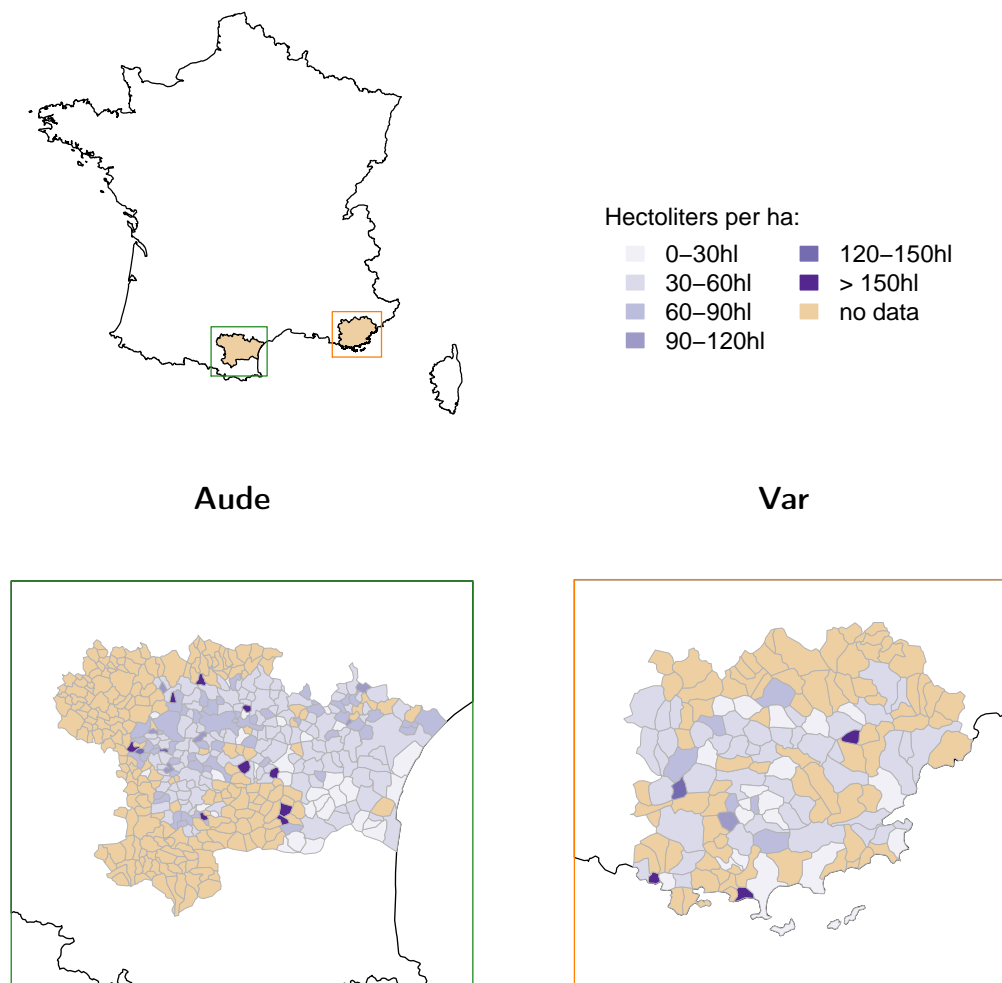 Hectoliters per ha:
0−30hl
30−60hl
60−90hl
90−120hl
120−150hl
> 150hl
no data
Aude
Var